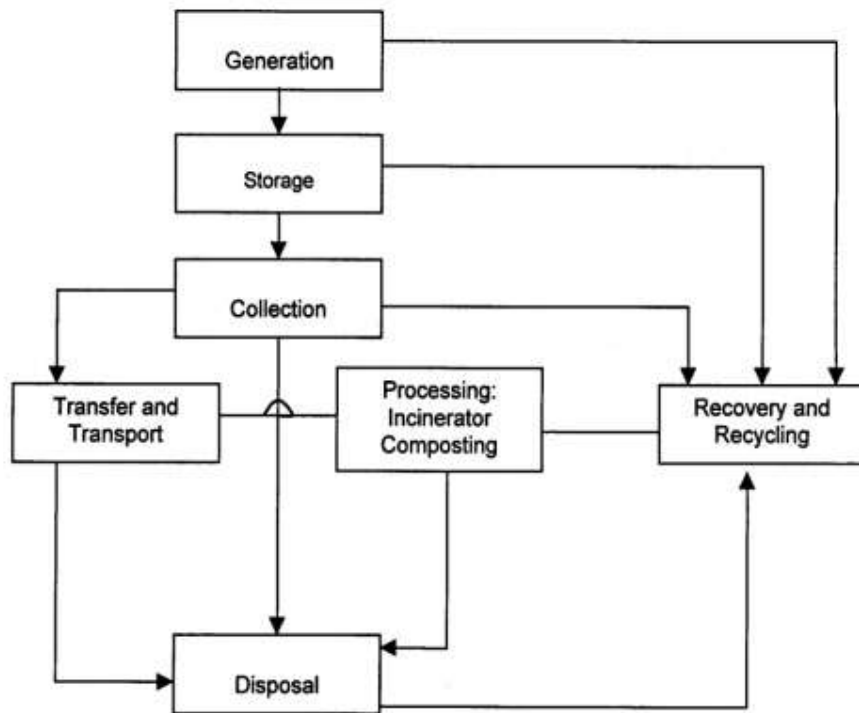 Generation
Storage
Collection
Transfer and
Transport
Processing:
Incinerator
Composting
Recovery and
Recycling
Disposal